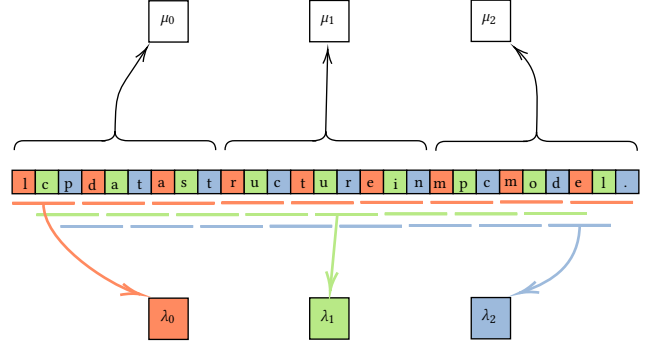 μ0 μ1 μ2
l c p d a t a s t r u c t u r e i n m p c m o d e l .
λ0 λ1 λ2